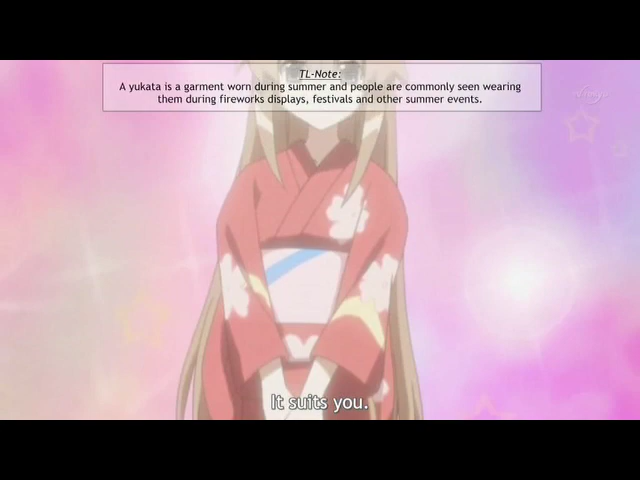 TL-Note:
A yukata is a garment worn during summer and people are commonly seen wearing
them during fireworks displays, festivals and other summer events.
It suits you.